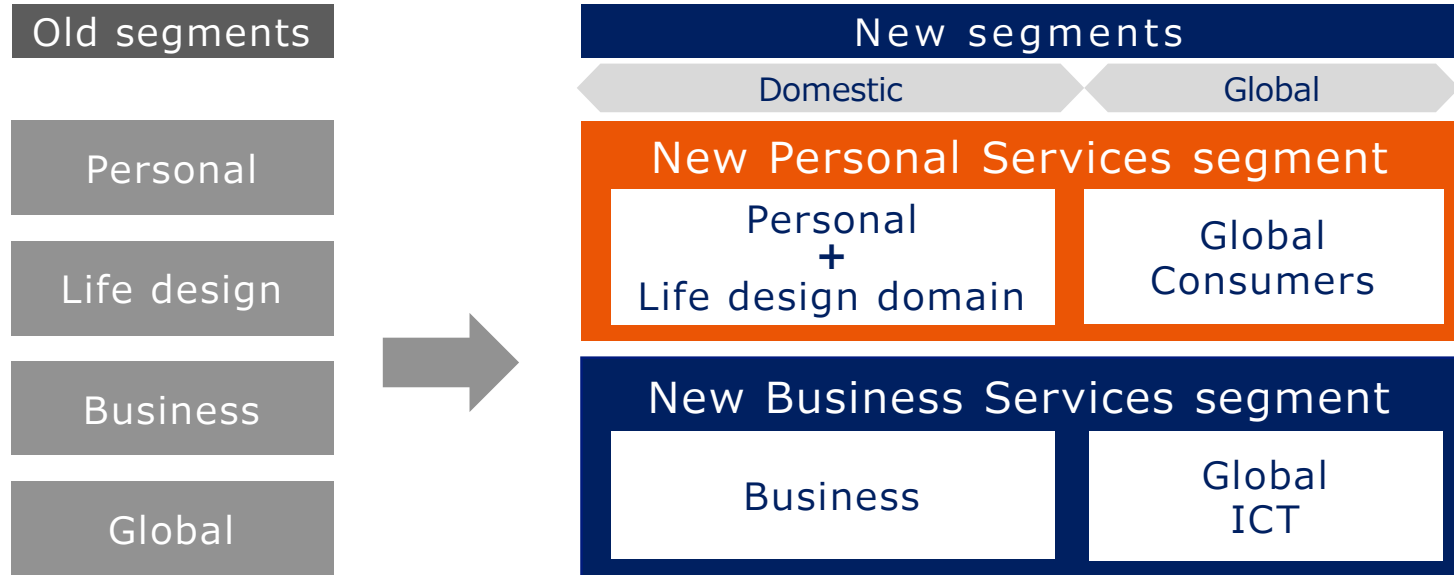 Old segments
Personal
Life design
Business
Global
New segments
Domestic
Global
New Personal Services segment
Personal
+
Life design domain
Global
Consumers
New Business Services segment
Business
Global
ICT